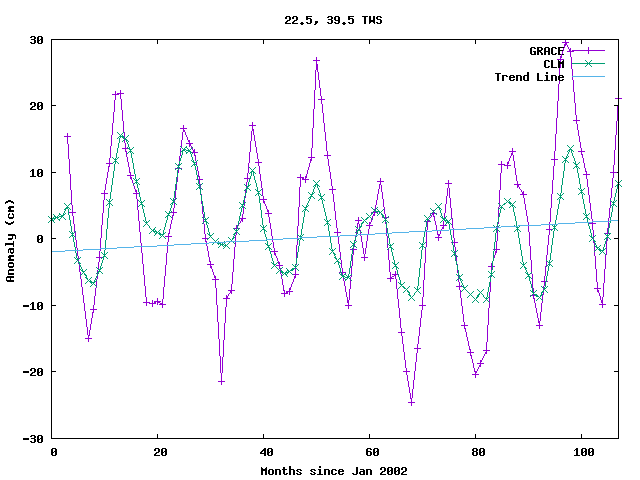 22.5, 39.5 TWS
30
20
10
0
-10
-20
-30
Anomaly (cm)
GRACE
CLM
Trend Line
0 20 40 60 80 100
Months since Jan 2002